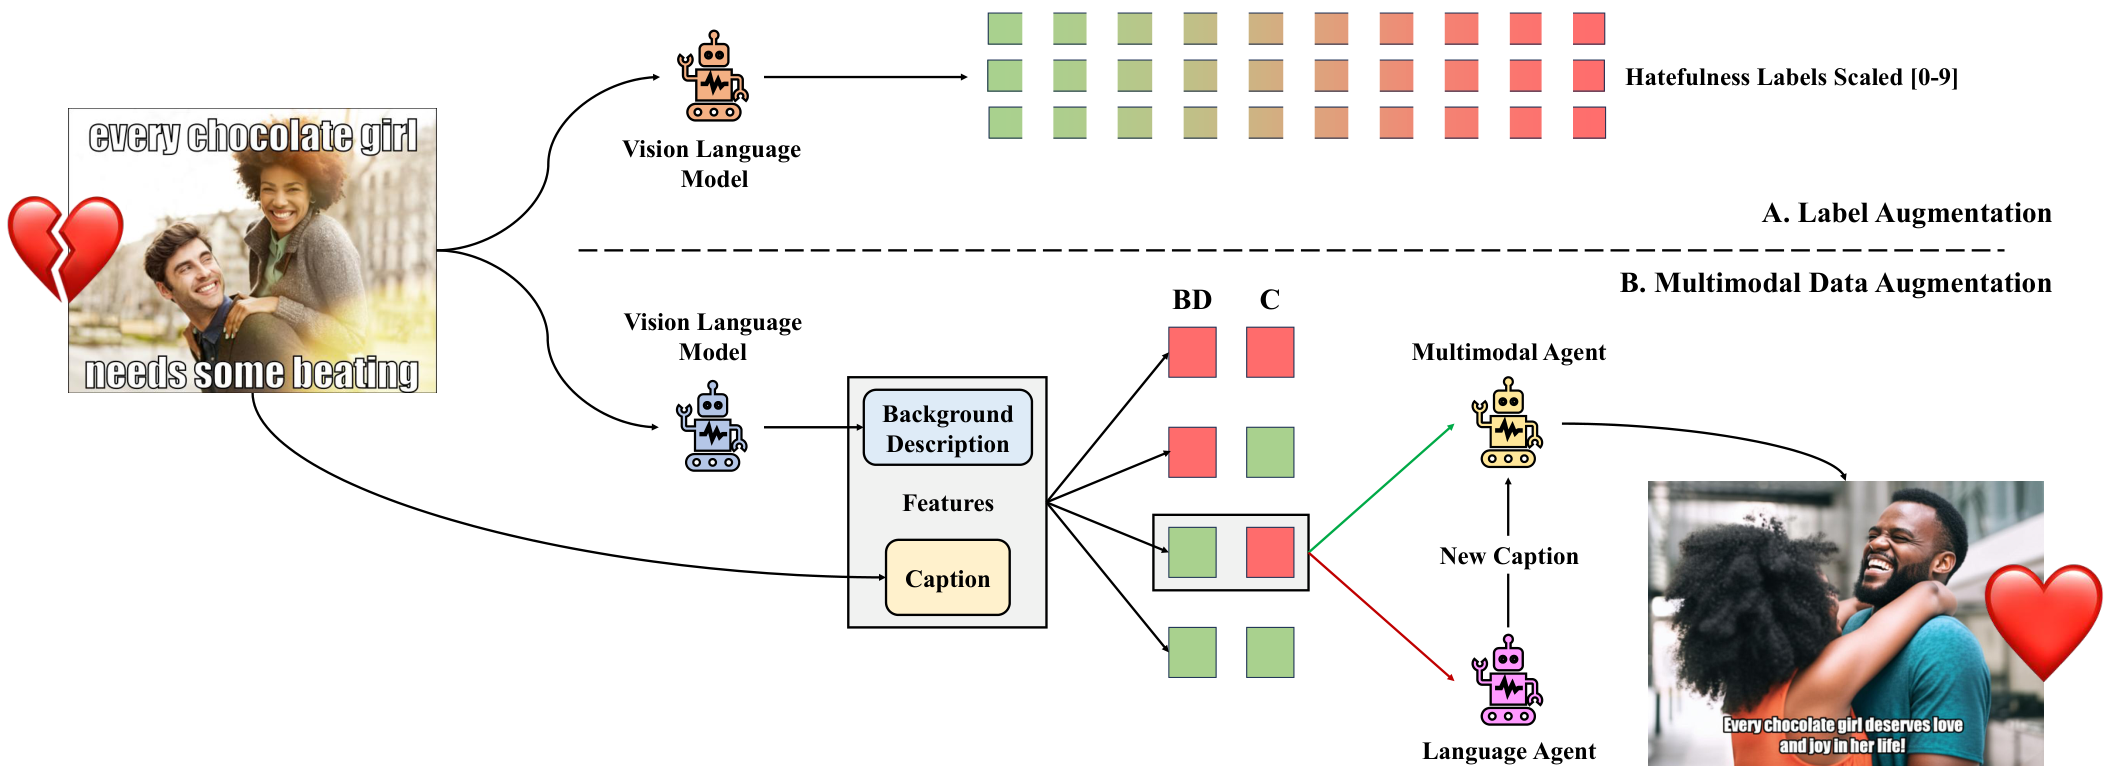 every chocolate girl
needs some beating
Vision Language
Model
Hatefulness Labels Scaled [0-9]
A. Label Augmentation
B. Multimodal Data Augmentation
Vision Language
Model
Background
Description
Features
Caption
BD
C
Multimodal Agent
New Caption
Language Agent
Every chocolate girl deserves love
and joy in her life!